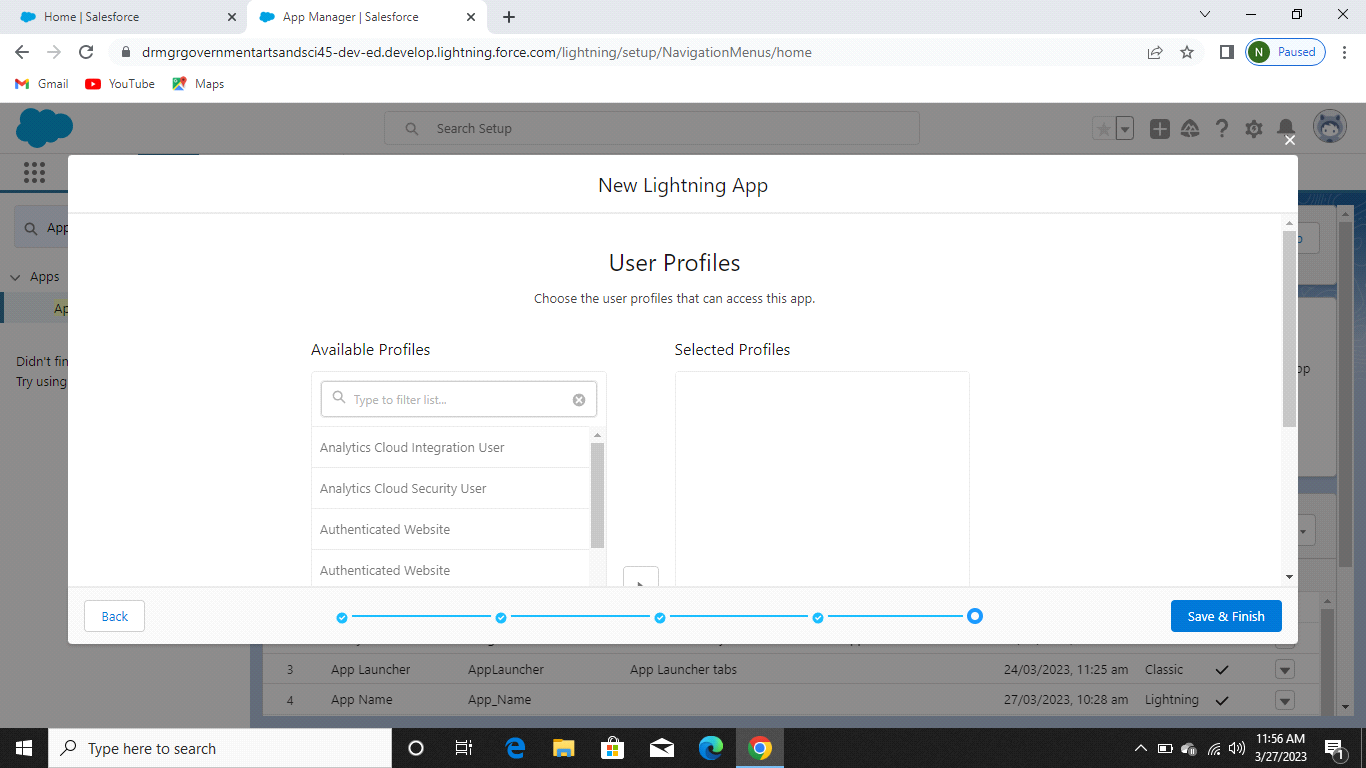 Home | Salesforce
App Manager | Salesforce
drmgrgovernmentartsandsci45-dev-ed.develop.lightning.force.com/lightning/setup/NavigationMenus/home
N Paused
Gmail
YouTube
Maps
Search Setup
New Lightning App
App
Apps
Ap
Didn't fin
Try using
User Profiles
Choose the user profiles that can access this app.
Available Profiles
Selected Profiles
Type to filter list...
Analytics Cloud Integration User
Analytics Cloud Security User
Authenticated Website
Authenticated Website
Back
Save & Finish
3 App Launcher AppLauncher App Launcher tabs 24/03/2023, 11:25 am Classic
4 App Name App_Name 27/03/2023, 10:28 am Lightning
Type here to search
11:56 AM
3/27/2023
1